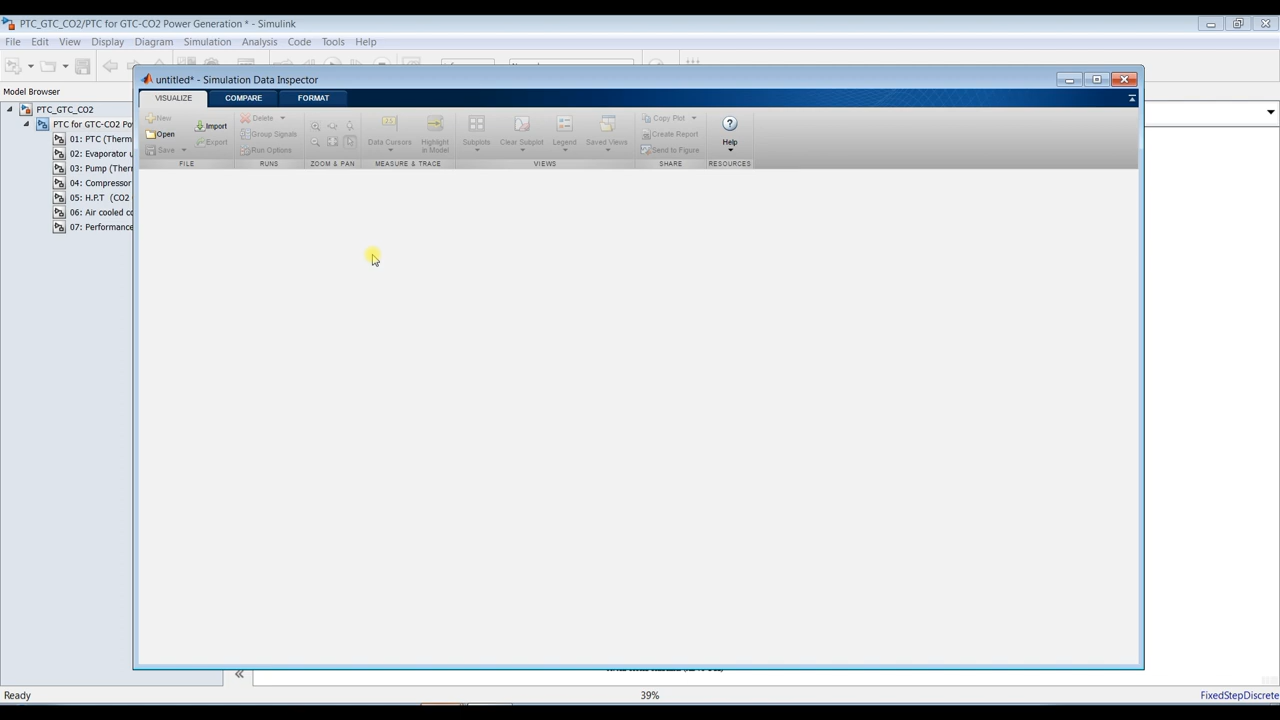 PTC_GTC_CO2/PTC for GTC-CO2 Power Generation * - Simulink
File Edit View Display Diagram Simulation Analysis Code Tools Help
Model Browser
PTC_GTC_CO2
PTC for GTC-CO2 Po
01: PTC (Therm
02: Evaporator u
03: Pump (Therr
04: Compressor
05: H.P.T (CO2
06: Air cooled co
07: Performance
untitled* - Simulation Data Inspector
VISUALIZE COMPARE FORMAT
New
Open
Save
Import
Export
FILE
Delete
Group Signals
Run Options
RUNS
ZOOM & PAN
Data Cursors
Highlight in Model
MEASURE & TRACE
Subplots
Clear Subplot
Legend
Saved Views
VIEWS
Copy Plot
Create Report
Send to Figure
SHARE
Help
RESOURCES
Ready
39%
FixedStepDiscrete